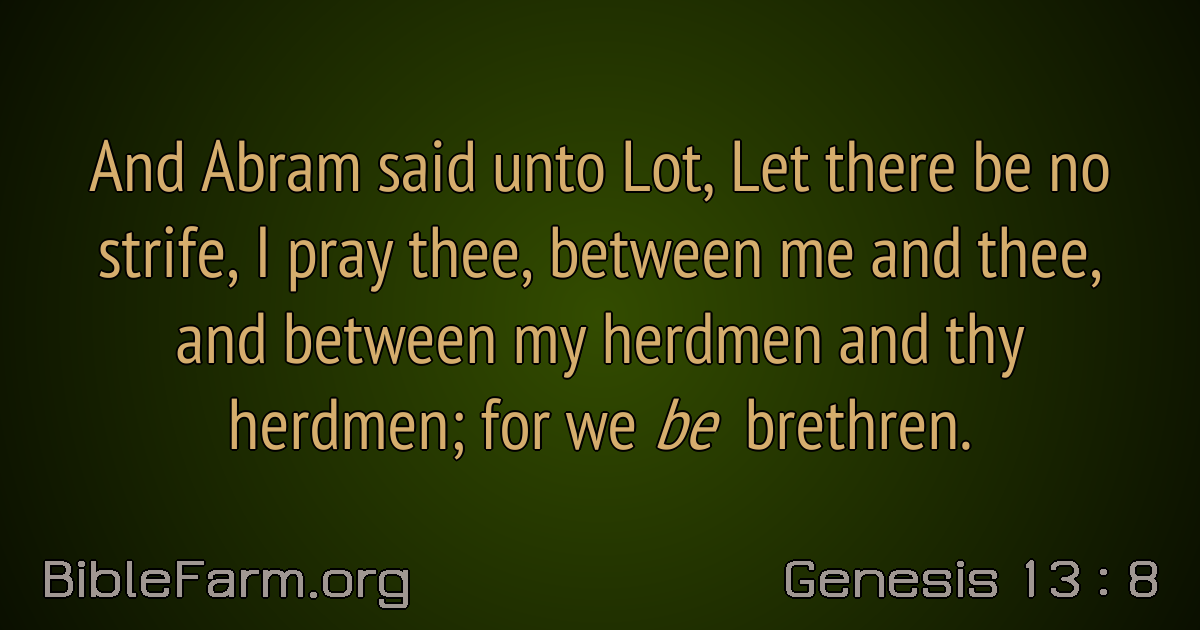 And Abram said unto Lot, Let there be no
strife, I pray thee, between me and thee,
and between my herdmen and thy
herdmen; for we be brethren.
BibleFarm.org
Genesis 13 : 8